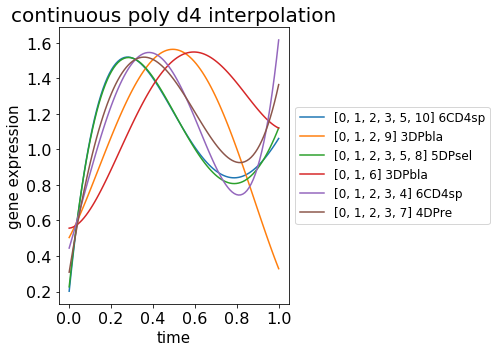 continuous poly d4 interpolation
gene expression
1.6
1.4
1.2
1.0
0.8
0.6
0.4
0.2
0.0 0.2 0.4 0.6 0.8 1.0
time
[0, 1, 2, 3, 5, 10] 6CD4sp
[0, 1, 2, 9] 3DPbla
[0, 1, 2, 3, 5, 8] 5DPsel
[0, 1, 6] 3DPbla
[0, 1, 2, 3, 4] 6CD4sp
[0, 1, 2, 3, 7] 4DPre